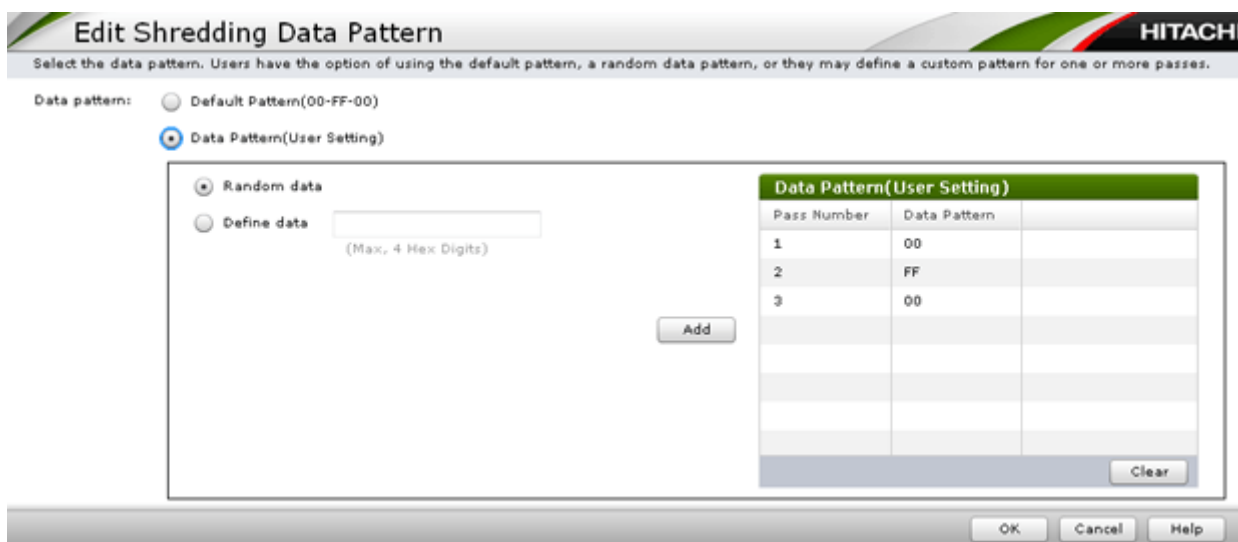 Edit Shredding Data Pattern
HITACHI
Select the data pattern. Users have the option of using the default pattern, a random data pattern, or they may define a custom pattern for one or more passes.
Data pattern: Default Pattern(00-FF-00)
Data Pattern(User Setting)
Random data
Define data
(Max, 4 Hex Digits)
Add
Data Pattern(User Setting)
Pass Number Data Pattern
1 00
2 FF
3 00
Clear
OK Cancel Help